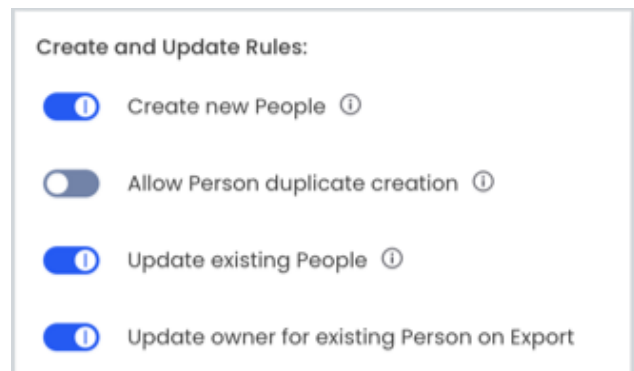 Create and Update Rules:
Create new People
Allow Person duplicate creation
Update existing People
Update owner for existing Person on Export